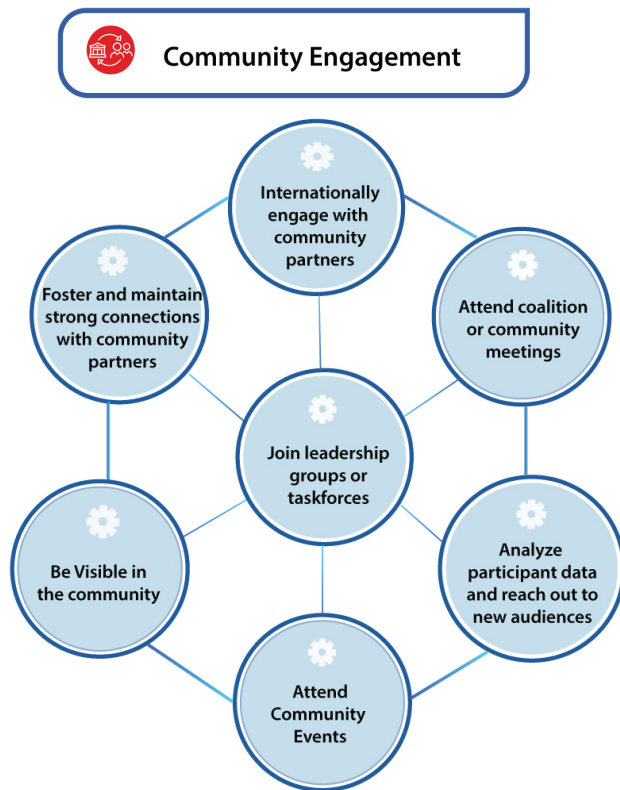 Community Engagement
Internationally
engage with
community
partners
Foster and maintain
strong connections
with community
partners
Attend coalition
or community
meetings
Join leadership
groups or
taskforces
Be Visible in
the community
Analyze
participant data
and reach out to
new audiences
Attend
Community
Events